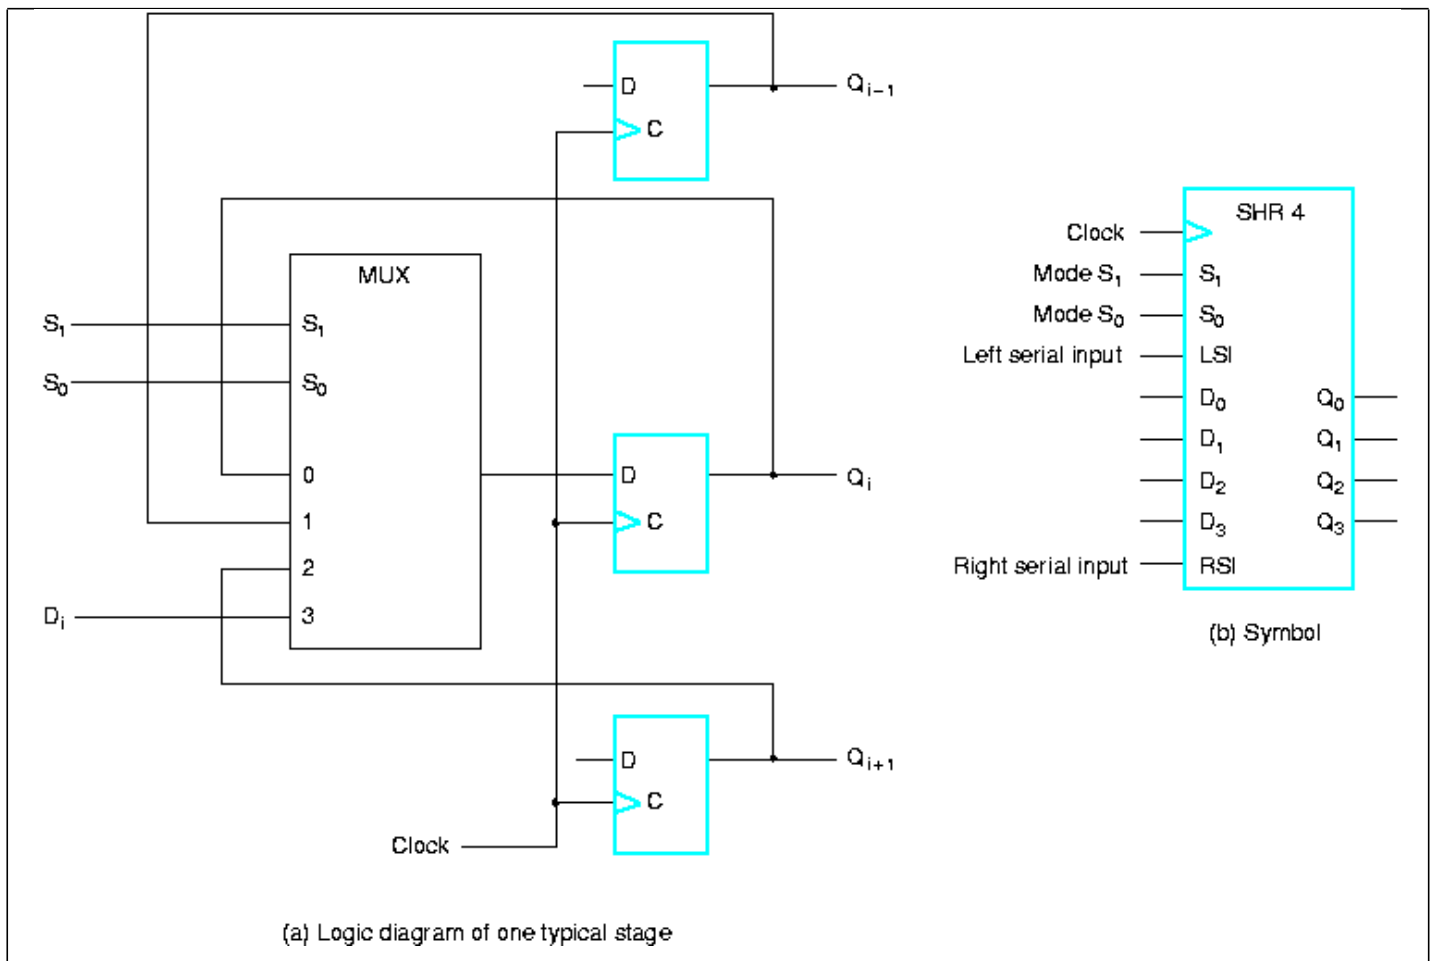 D
C
Q i–1
MUX
S1
S1
S0
S0
0
1
2
Di
3
D
C
Qi
D
C
Q i+1
Clock
(a) Logic diagram of one typical stage
SHR 4
Clock
Mode S1
S1
Mode S0
S0
Left serial input
LSI
D0
Q0
D1
Q1
D2
Q2
D3
Q3
Right serial input
RSI
(b) Symbol